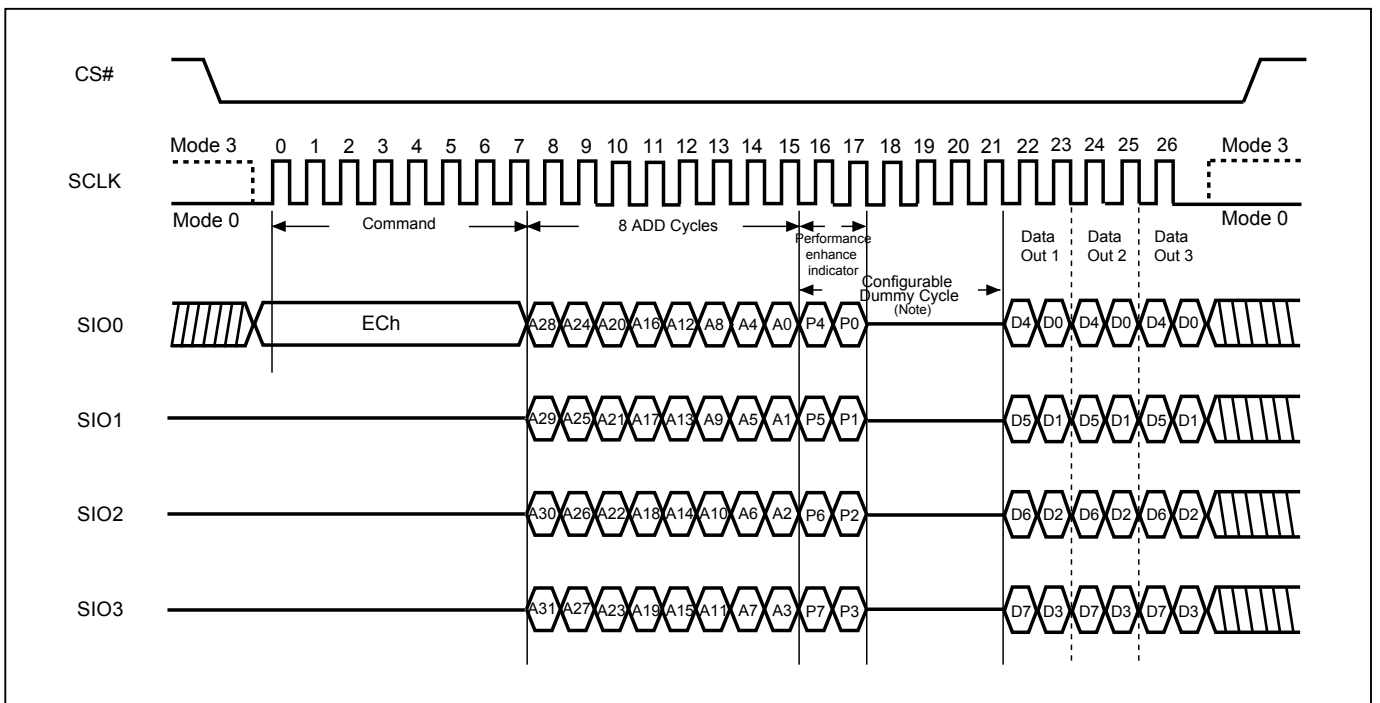 CS#
Mode 3 0 1 2 3 4 5 6 7 8 9 10 11 12 13 14 15 16 17 18 19 20 21 22 23 24 25 26 Mode 3
SCLK
Mode 0 Mode 0
Command 8 ADD Cycles
Performance
enhance
indicator
Data Out 1 Data Out 2 Data Out 3
Configurable
Dummy Cycle
(Note)
SIO0 ECh A28 A24 A20 A16 A12 A8 A4 A0 P4 P0 D4 D0 D4 D0 D4 D0
SIO1 A29 A25 A21 A17 A13 A9 A5 A1 P5 P1 D5 D1 D5 D1 D5 D1
SIO2 A30 A26 A22 A18 A14 A10 A6 A2 P6 P2 D6 D2 D6 D2 D6 D2
SIO3 A31 A27 A23 A19 A15 A11 A7 A3 P7 P3 D7 D3 D7 D3 D7 D3